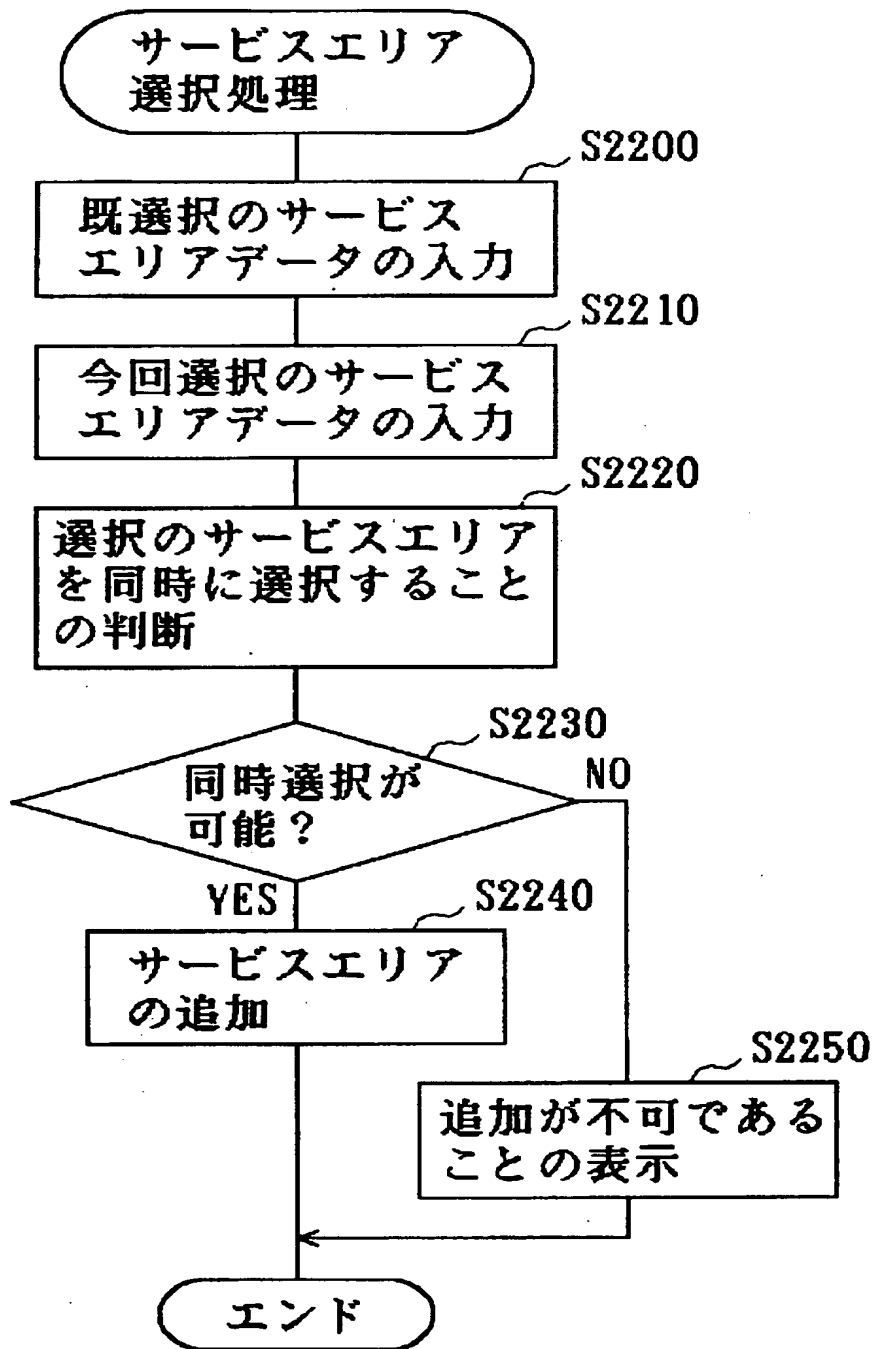 サービスエリア
選択処理
S2200
既選択のサービス
エリアデータの入力
S2210
今回選択のサービス
エリアデータの入力
S2220
選択のサービスエリア
を同時に選択すること
の判断
S2230
同時選択が
可能?
NO
YES
S2240
サービスエリア
の追加
S2250
追加が不可である
ことの表示
エンド